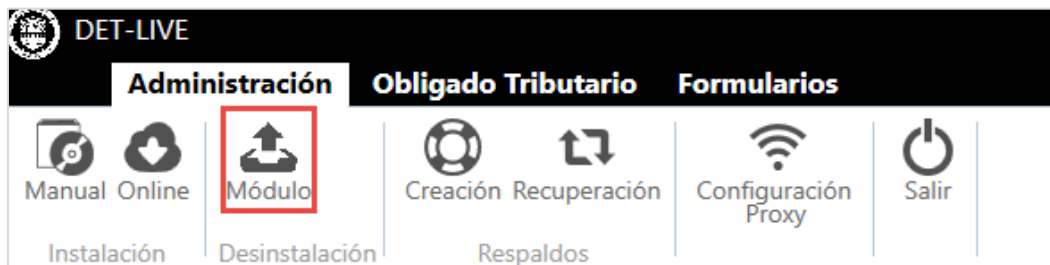 DET-LIVE
Administración Obligado Tributario Formularios
Manual Online Módulo Creación Recuperación Configuración Proxy Salir
Instalación Desinstalación Respaldos